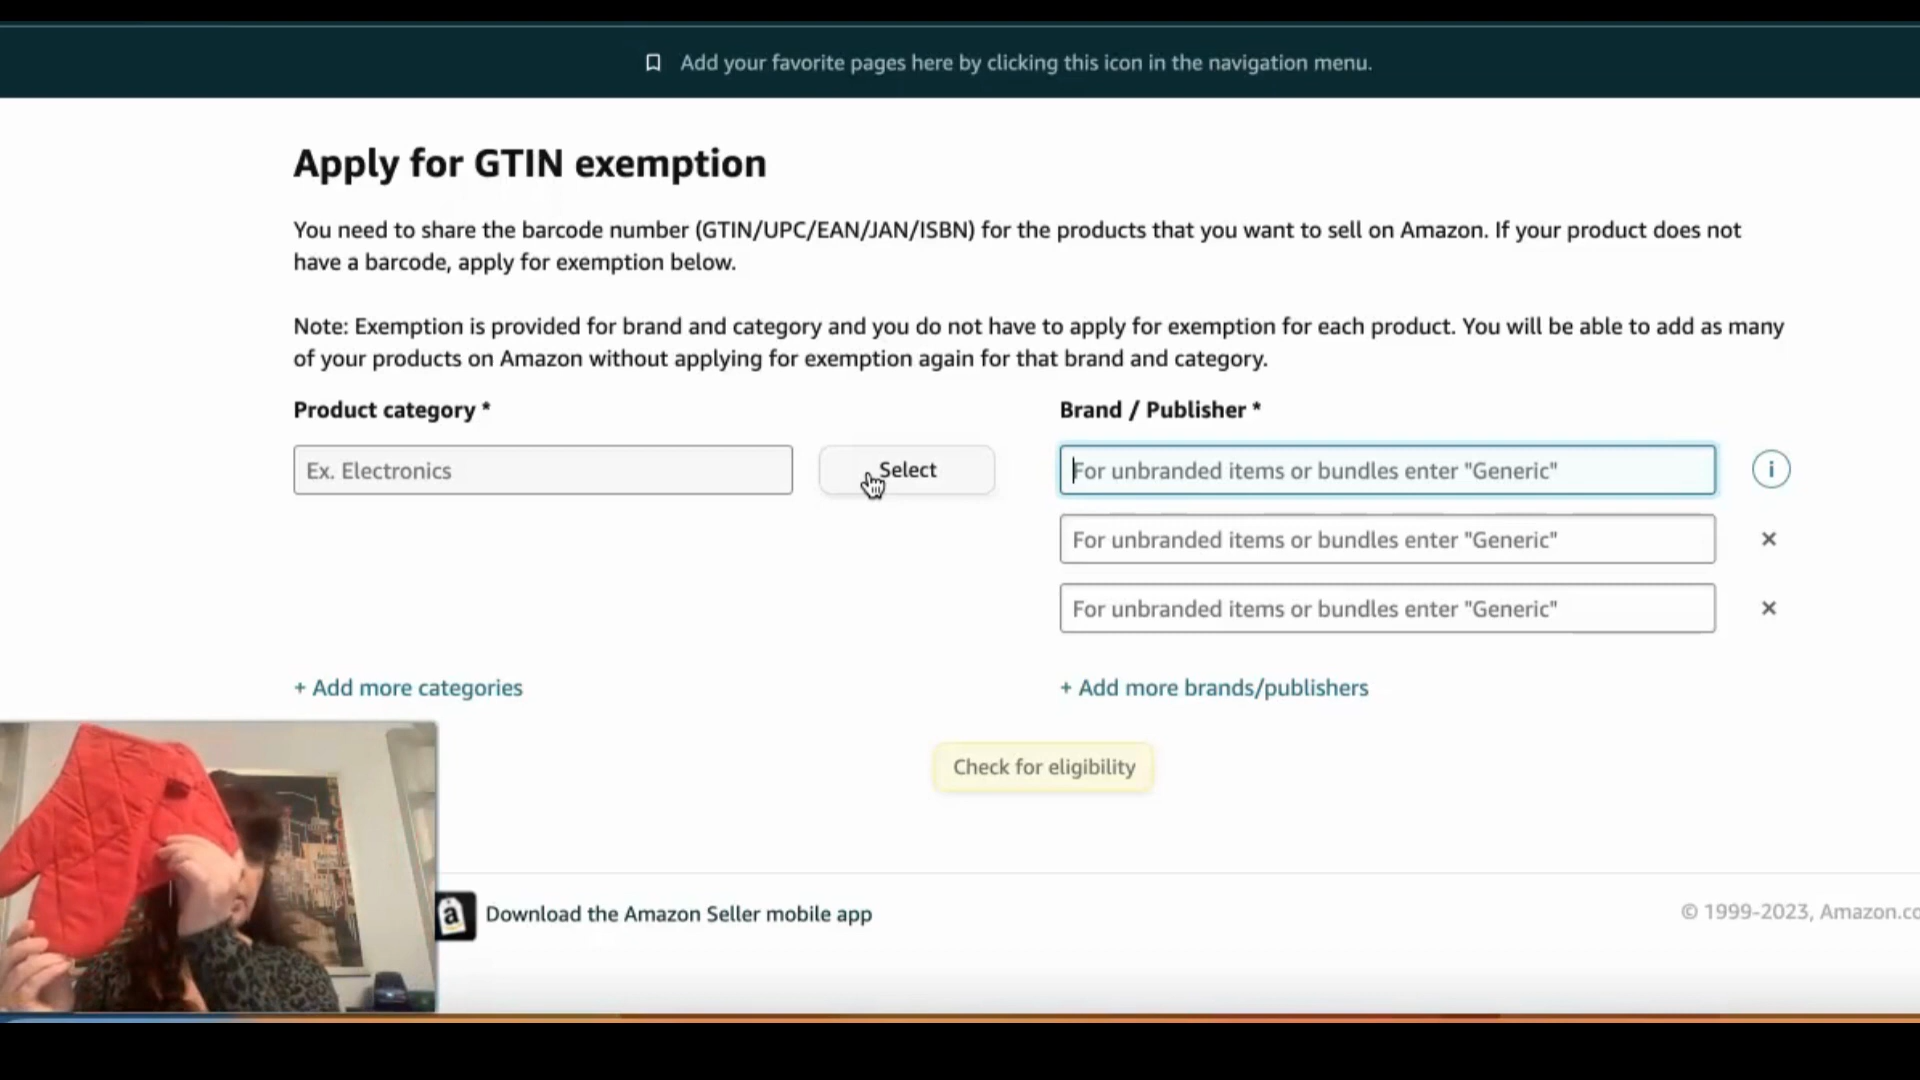 Add your favorite pages here by clicking this icon in the navigation menu.
Apply for GTIN exemption
You need to share the barcode number (GTIN/UPC/EAN/JAN/ISBN) for the products that you want to sell on Amazon. If your product does not
have a barcode, apply for exemption below.
Note: Exemption is provided for brand and category and you do not have to apply for exemption for each product. You will be able to add as many
of your products on Amazon without applying for exemption again for that brand and category.
Product category *
Brand / Publisher *
Ex. Electronics
Select
For unbranded items or bundles enter "Generic"
For unbranded items or bundles enter "Generic"
For unbranded items or bundles enter "Generic"
+ Add more categories
+ Add more brands/publishers
Check for eligibility
a
Download the Amazon Seller mobile app
© 1999-2023, Amazon.co